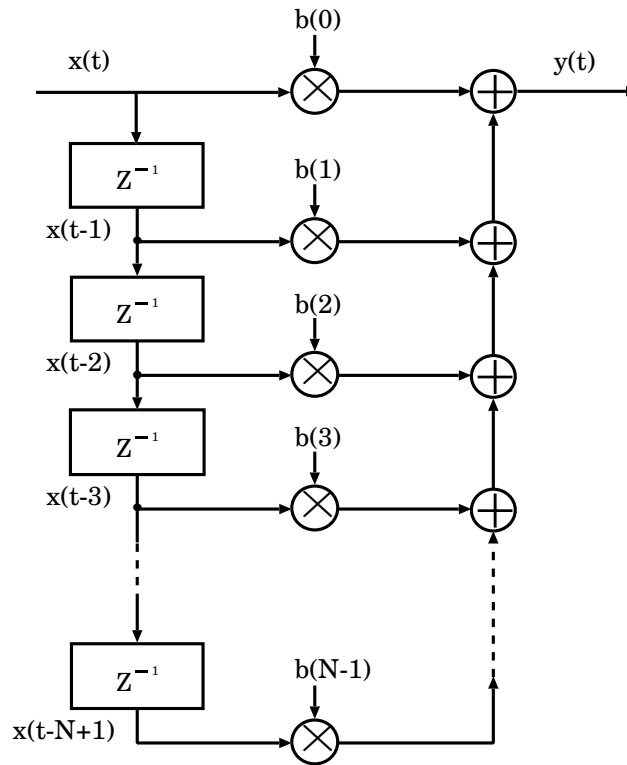 b(0)
x(t)
y(t)
Z⁻¹
b(1)
x(t-1)
Z⁻¹
b(2)
x(t-2)
Z⁻¹
b(3)
x(t-3)
Z⁻¹
b(N-1)
x(t-N+1)